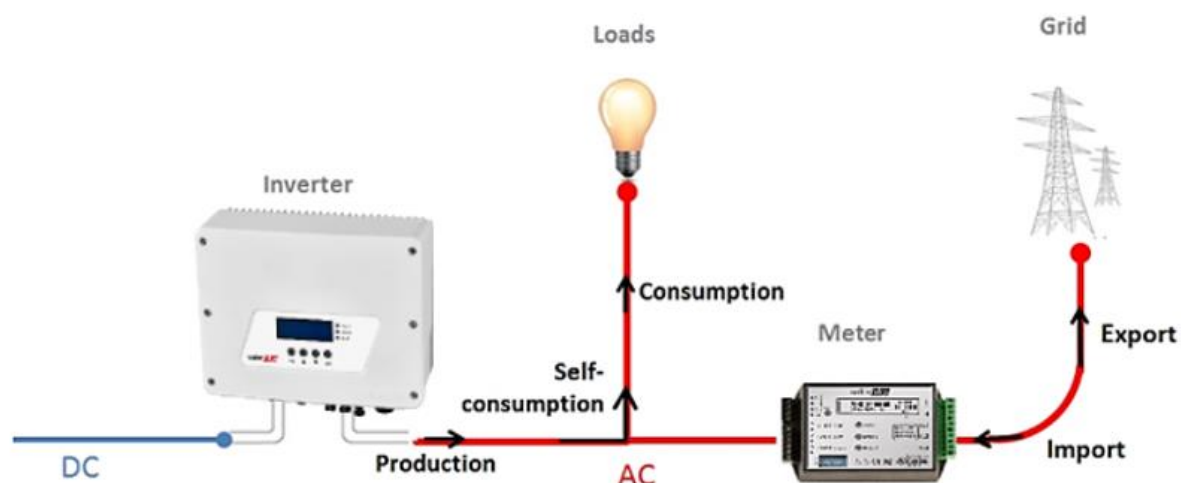 Loads
Grid
Inverter
Consumption
Meter
Export
Self-
consumption
Production
Import
DC
AC